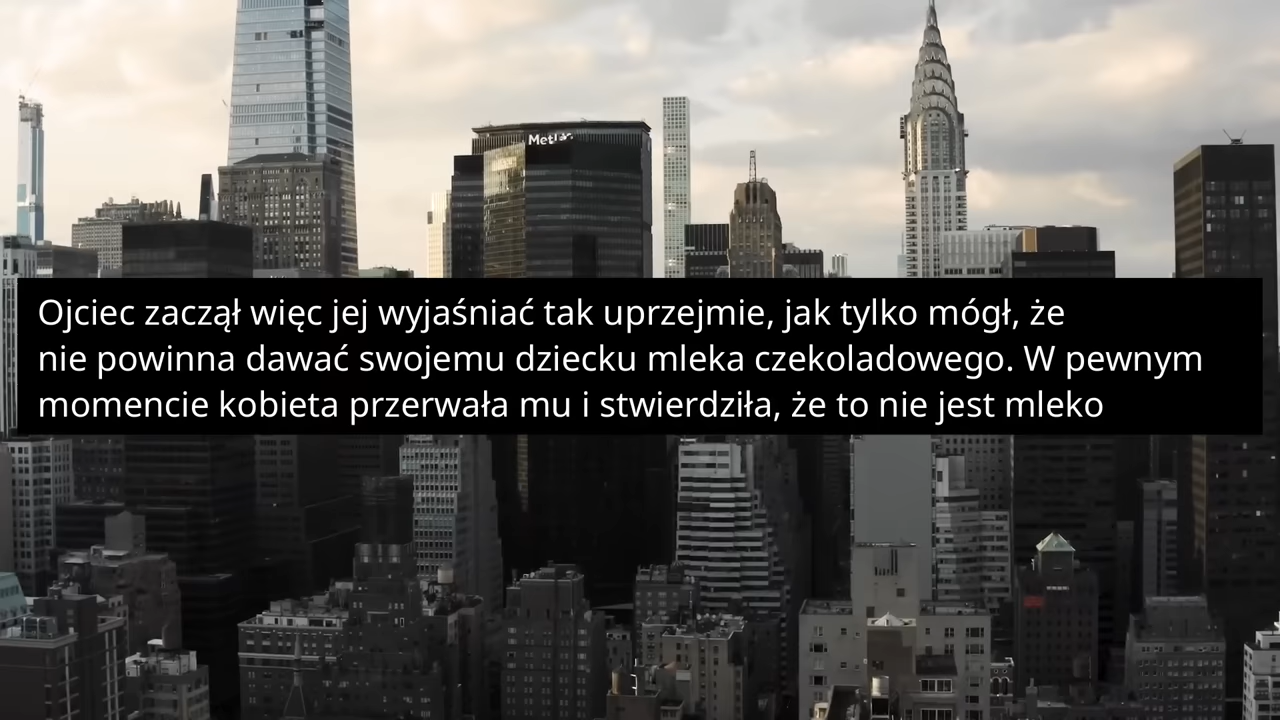 MetLife
Ojciec zaczął więc jej wyjaśniać tak uprzejmie, jak tylko mógł, że
nie powinna dawać swojemu dziecku mleka czekoladowego. W pewnym
momencie kobieta przerwała mu i stwierdziła, że to nie jest mleko